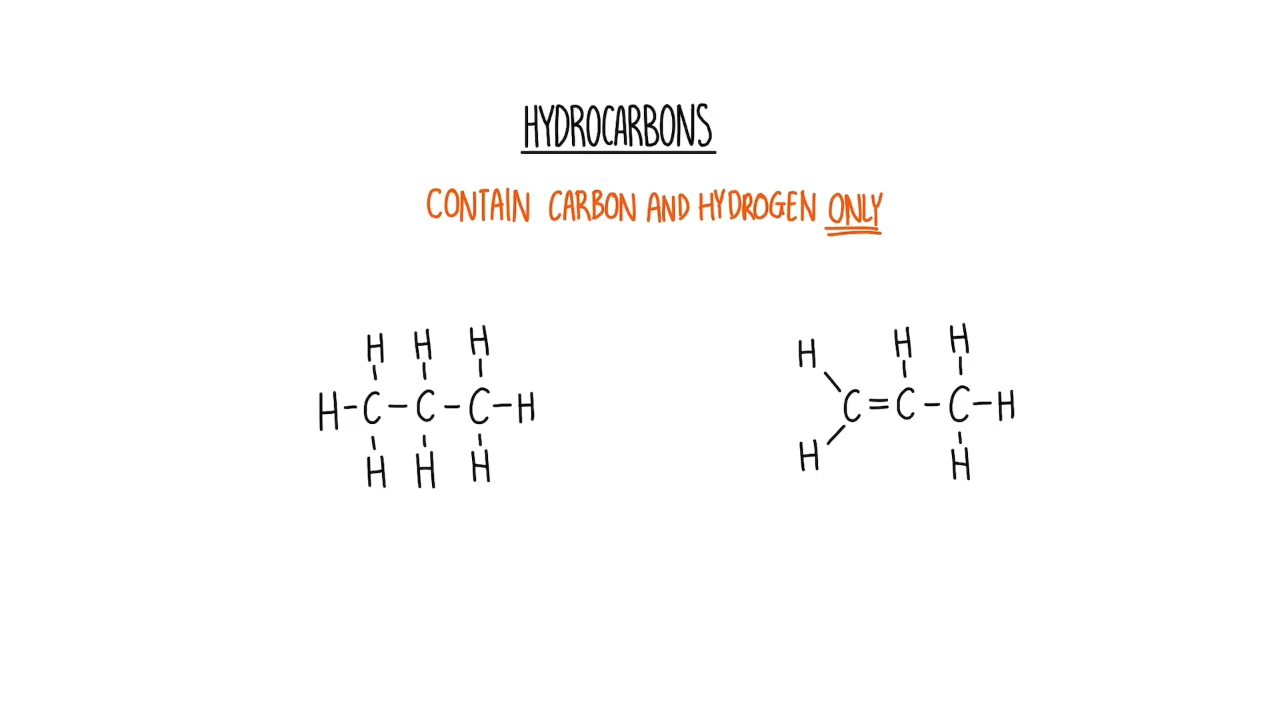 HYDROCARBONS
CONTAIN CARBON AND HYDROGEN ONLY
H H H H H H
H-C-C-C-H C=C-C-H
H H H H H